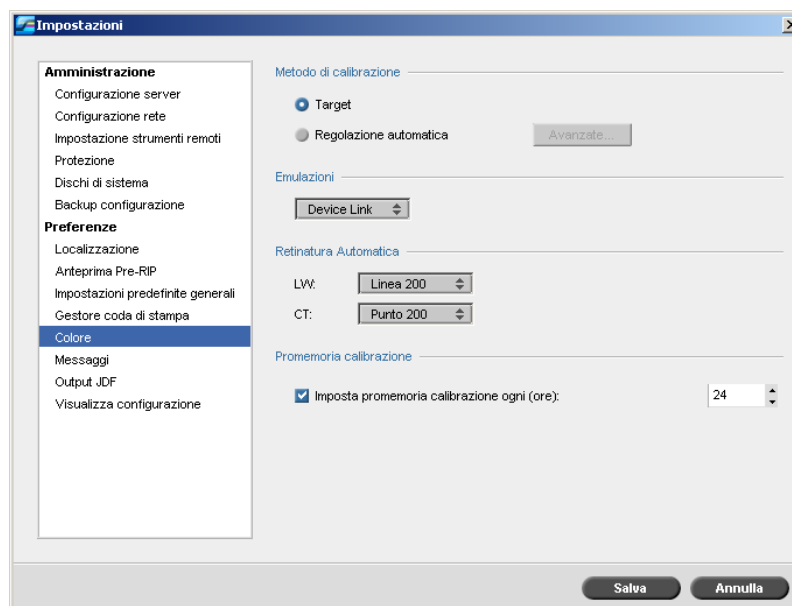 Impostazioni
Amministrazione
Configurazione server
Configurazione rete
Impostazione strumenti remoti
Protezione
Dischi di sistema
Backup configurazione
Preferenze
Localizzazione
Anteprima Pre-RIP
Impostazioni predefinite generali
Gestore coda di stampa
Colore
Messaggi
Output JDF
Visualizza configurazione
Metodo di calibrazione
Target
Regolazione automatica
Avanzate...
Emulazioni
Device Link
Retinatura Automatica
LW: Linea 200
CT: Punto 200
Promemoria calibrazione
Imposta promemoria calibrazione ogni (ore): 24
Salva Annulla